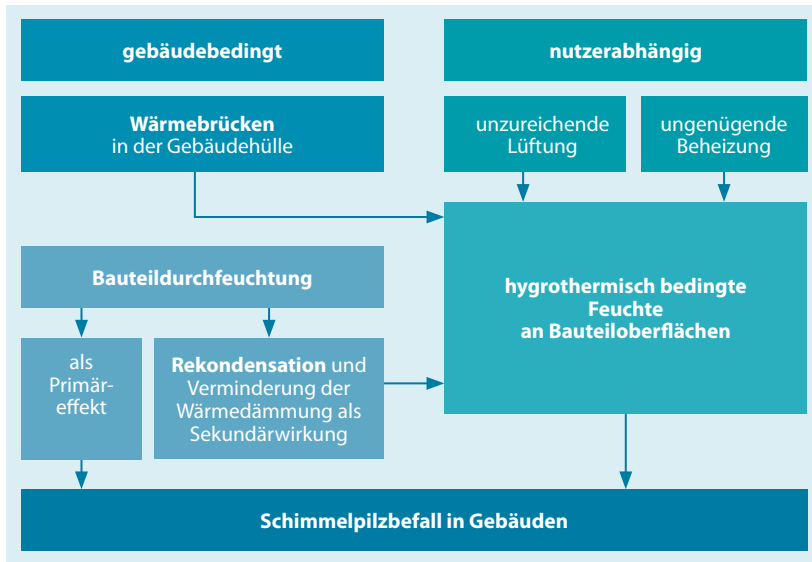 gebäudebedingt
nutzerabhängig
Wärmebrücken
in der Gebäudehülle
unzureichende
Lüftung
ungenügende
Beheizung
Bauteildurchfeuchtung
hygrothermisch bedingte
Feuchte
an Bauteiloberflächen
als
Primär-
effekt
Rekondensation und
Verminderung der
Wärmedämmung als
Sekundärwirkung
Schimmelpilzbefall in Gebäuden